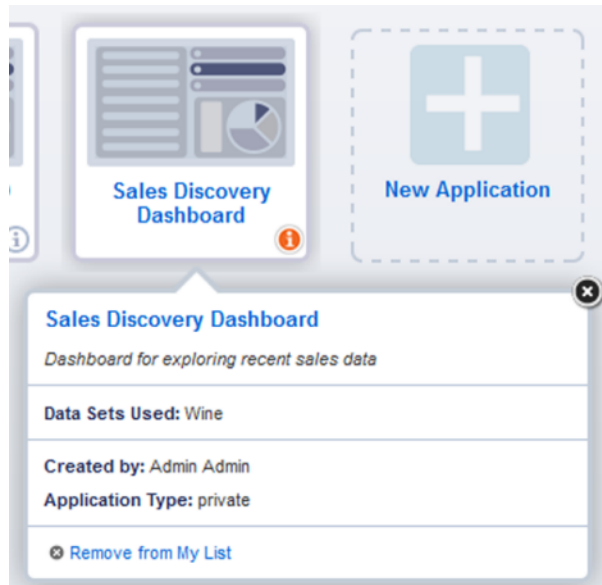 Sales Discovery
Dashboard
New Application
Sales Discovery Dashboard
Dashboard for exploring recent sales data
Data Sets Used: Wine
Created by: Admin Admin
Application Type: private
Remove from My List